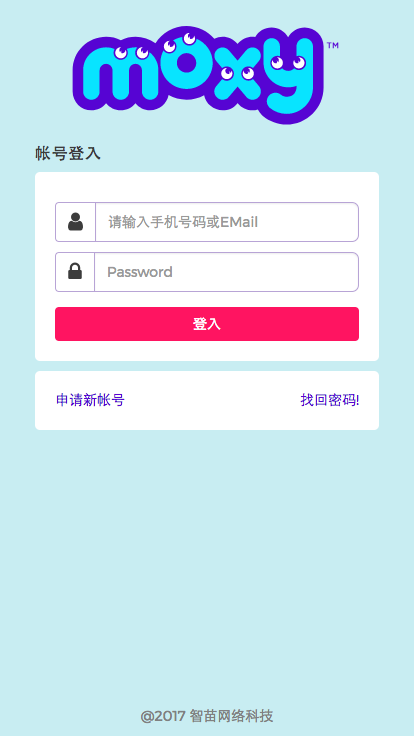 moxy™
帐号登入
请输入手机号码或EMail
Password
登入
申请新帐号
找回密码!
@2017 智苗网络科技